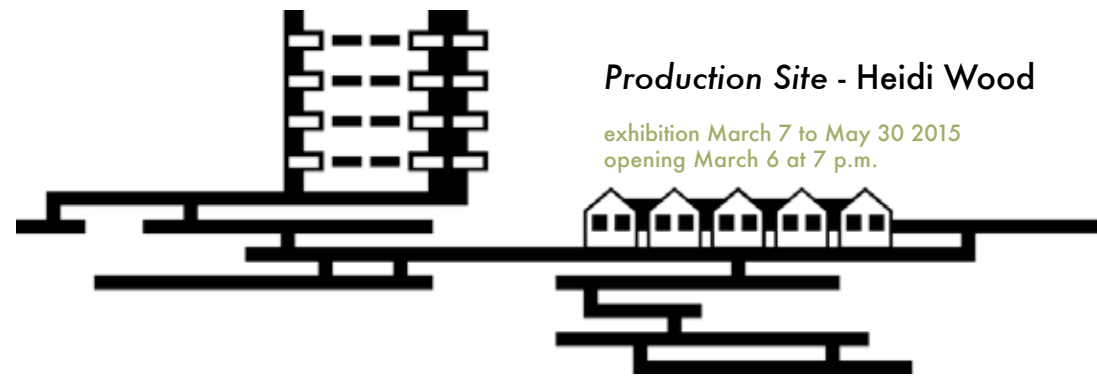 Production Site - Heidi Wood
exhibition March 7 to May 30 2015
opening March 6 at 7 p.m.